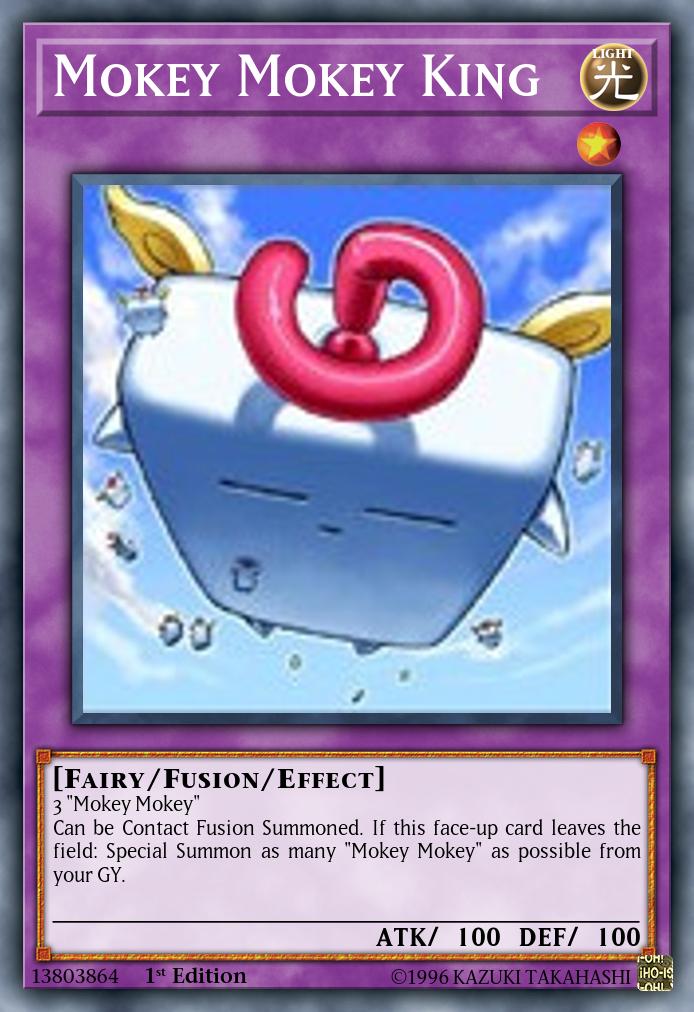 Mokey Mokey King
LIGHT
光
[Fairy/Fusion/Effect]
3 "Mokey Mokey"
Can be Contact Fusion Summoned. If this face-up card leaves the
field: Special Summon as many "Mokey Mokey" as possible from
your GY.
ATK/ 100 DEF/ 100
13803864 1st Edition ©1996 KAZUKI TAKAHASHI